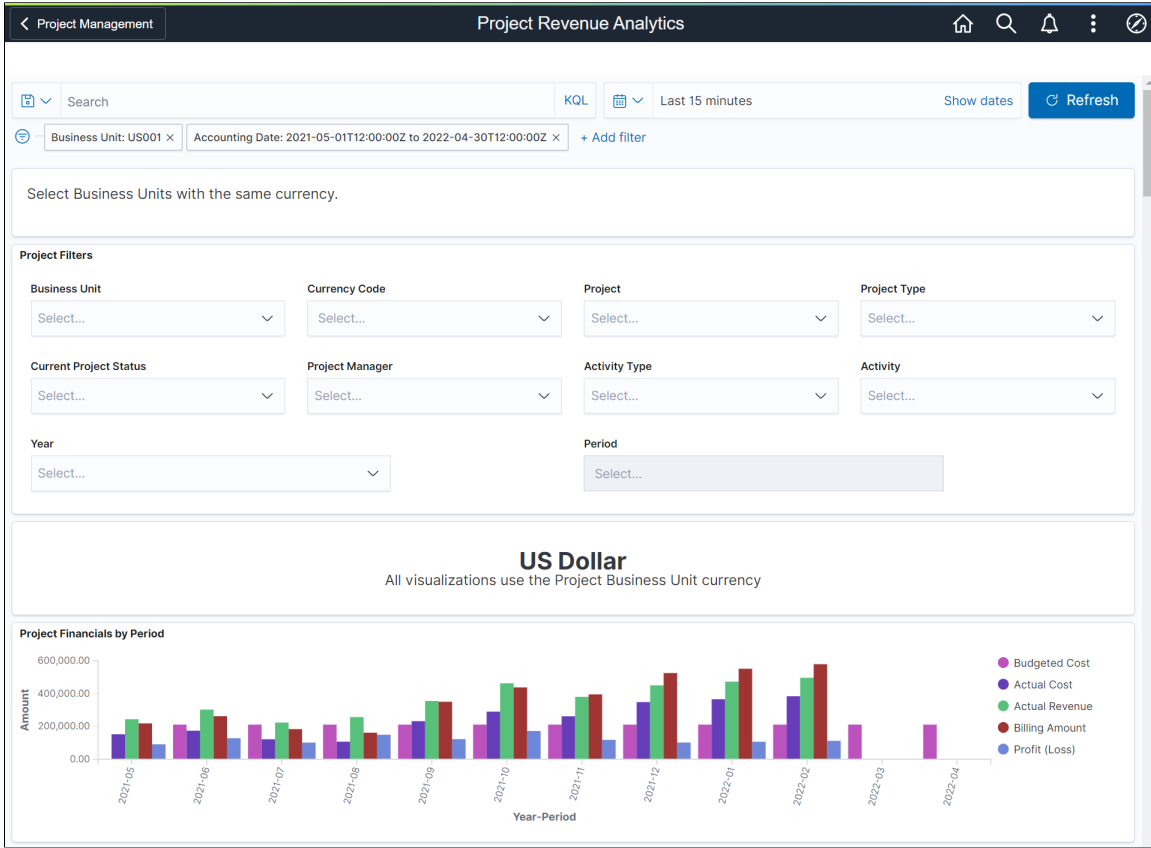 Project Management
Project Revenue Analytics
Search
KQL
Last 15 minutes
Show dates
Refresh
Business Unit: US001 ×
Accounting Date: 2021-05-01T12:00:00Z to 2022-04-30T12:00:00Z ×
+ Add filter
Select Business Units with the same currency.
Project Filters
Business Unit
Currency Code
Project
Project Type
Select...
Select...
Select...
Select...
Current Project Status
Project Manager
Activity Type
Activity
Select...
Select...
Select...
Select...
Year
Period
Select...
Select...
US Dollar
All visualizations use the Project Business Unit currency
Project Financials by Period
Amount
600,000.00
400,000.00
200,000.00
0.00
2021-05
2021-06
2021-07
2021-08
2021-09
2021-10
2021-11
2021-12
2022-01
2022-02
2022-03
2022-04
Year-Period
Budgeted Cost
Actual Cost
Actual Revenue
Billing Amount
Profit (Loss)